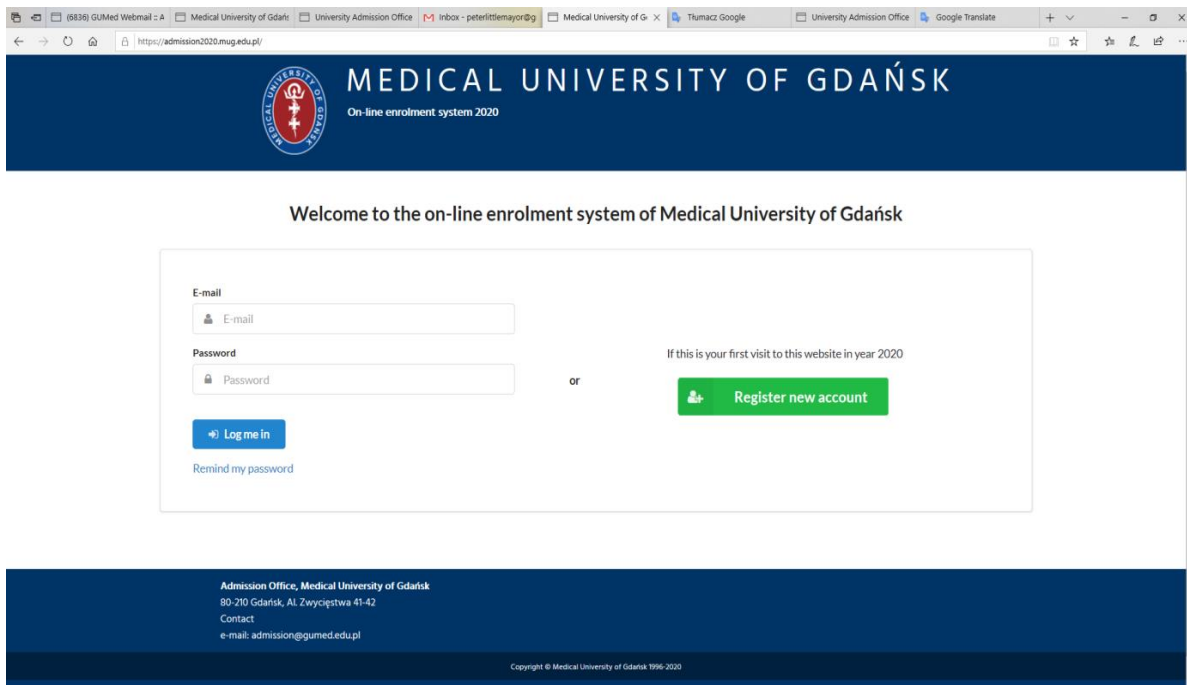 (6836) GUMed Webmail :: A
Medical University of Gdańs
University Admission Office
Inbox - peterlittlemayor@g
Medical University of G
Tłumacz Google
University Admission Office
Google Translate
https://admission2020.mug.edu.pl/
MEDICAL UNIVERSITY OF GDAŃSK
MEDICAL UNIVERSITY OF GDANSK
On-line enrolment system 2020
Welcome to the on-line enrolment system of Medical University of Gdańsk
E-mail
E-mail
Password
If this is your first visit to this website in year 2020
Password
or
Register new account
Log me in
Remind my password
Admission Office, Medical University of Gdańsk
80-210 Gdańsk, Al. Zwycięstwa 41-42
Contact
e-mail: admission@gumed.edu.pl
Copyright © Medical University of Gdańsk 1996-2020